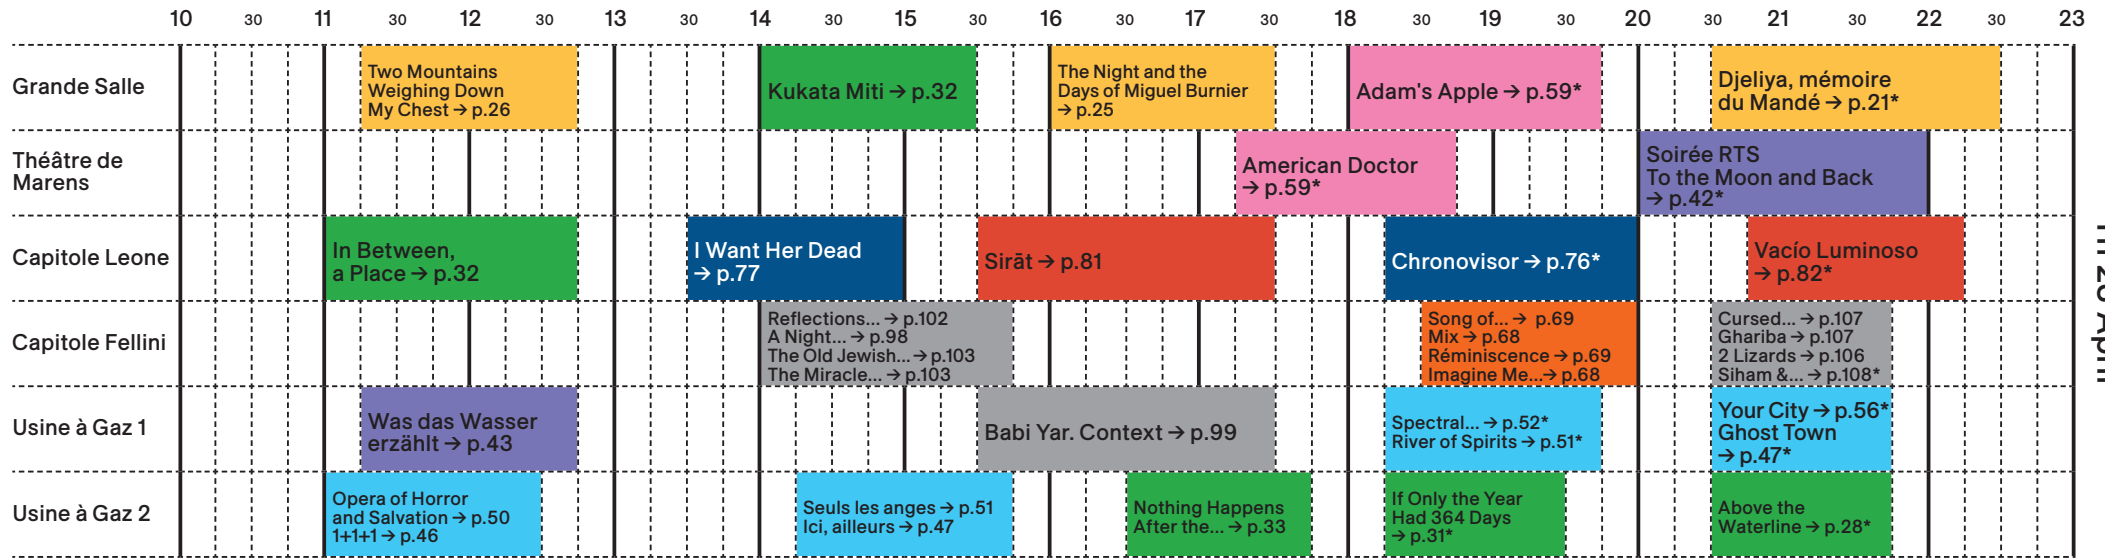 10 30 11 30 12 30 13 30 14 30 15 30 16 30 17 30 18 30 19 30 20 30 21 30 22 30 23
Grande Salle
Two Mountains
Weighing Down
My Chest → p.26
Kukata Miti → p.32
The Night and the
Days of Miguel Burnier
→ p.25
Adam's Apple → p.59*
Djeliya, mémoire
du Mandé → p.21*
Théâtre de
Marens
American Doctor
→ p.59*
Soirée RTS
To the Moon and Back
→ p.42*
Capitole Leone
In Between,
a Place → p.32
I Want Her Dead
→ p.77
Sirāt → p.81
Chronovisor → p.76*
Vacío Luminoso
→ p.82*
Capitole Fellini
Reflections... → p.102
A Night... → p.98
The Old Jewish... → p.103
The Miracle... → p.103
Song of... → p.69
Mix → p.68
Réminiscence → p.69
Imagine Me...→ p.68
Cursed... → p.107
Ghariba → p.107
2 Lizards → p.106
Siham &... → p.108*
Usine à Gaz 1
Was das Wasser
erzählt → p.43
Babi Yar. Context → p.99
Spectral... → p.52*
River of Spirits → p.51*
Your City → p.56*
Ghost Town
→ p.47*
Usine à Gaz 2
Opera of Horror
and Salvation → p.50
1+1+1 → p.46
Seuls les anges → p.51
Ici, ailleurs → p.47
Nothing Happens
After the... → p.33
If Only the Year
Had 364 Days
→ p.31*
Above the
Waterline → p.28*